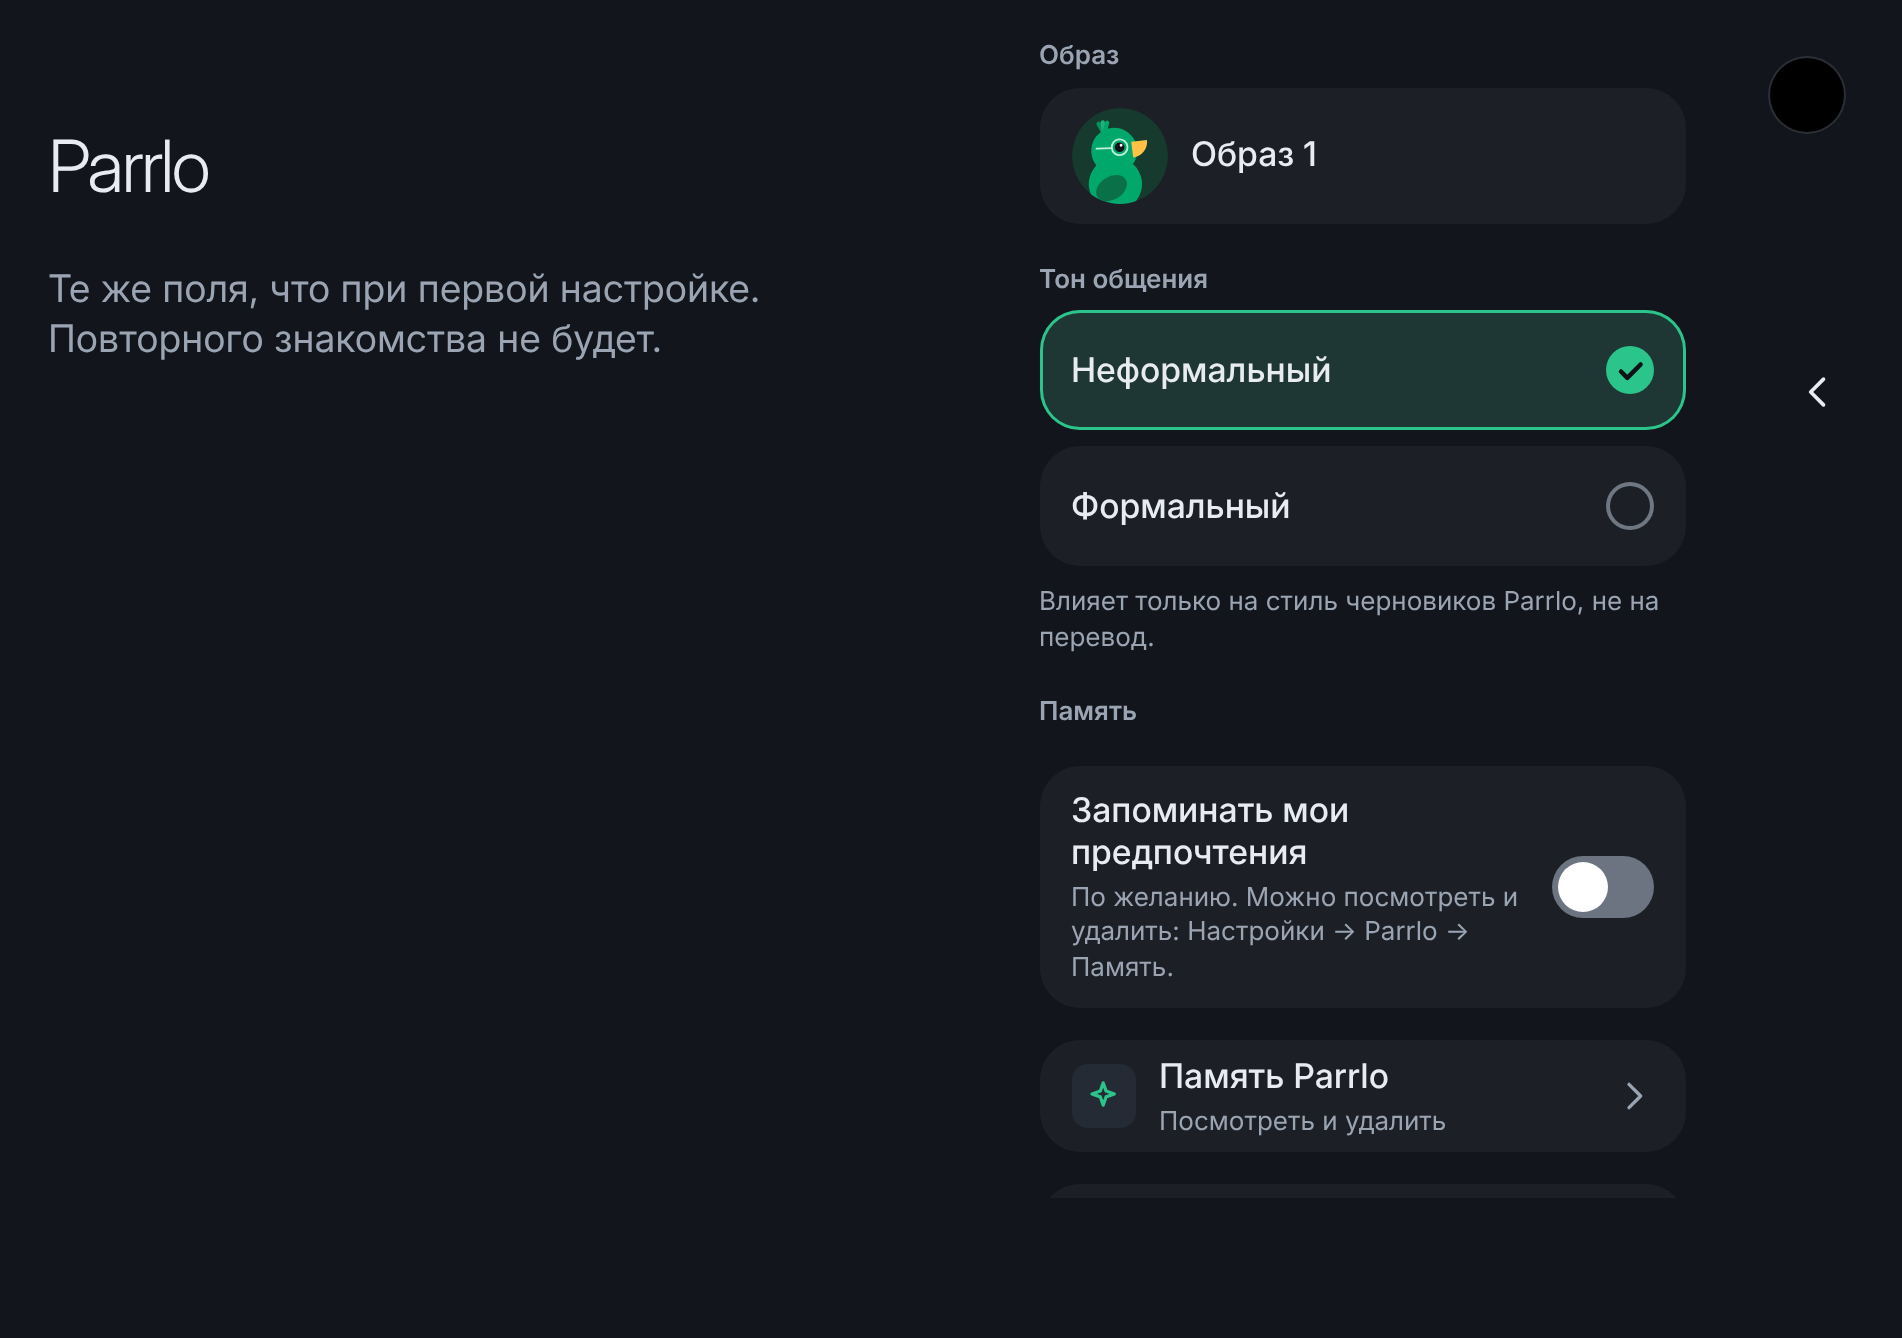 Parrlo
Те же поля, что при первой настройке.
Повторного знакомства не будет.
Образ
Образ 1
Тон общения
Неформальный
Формальный
Влияет только на стиль черновиков Parrlo, не на
перевод.
Память
Запоминать мои
предпочтения
По желанию. Можно посмотреть и
удалить: Настройки → Parrlo →
Память.
Память Parrlo
Посмотреть и удалить